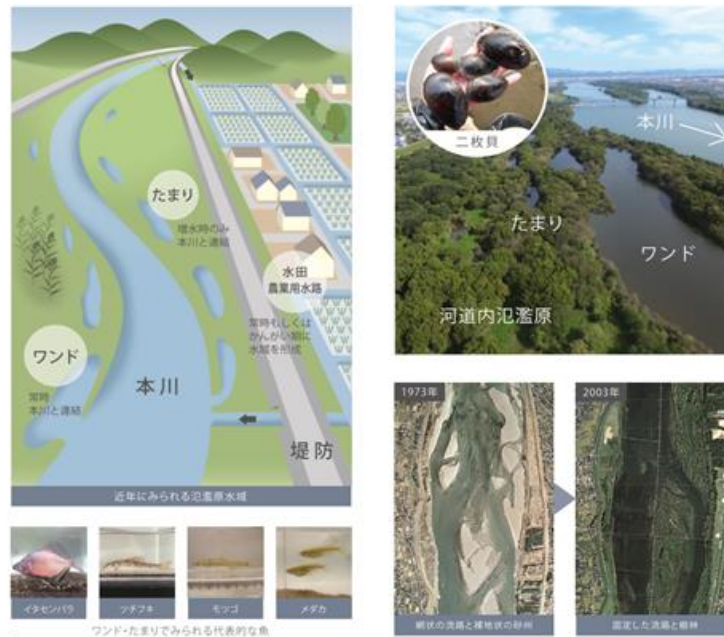 たまり
増水時のみ
本川と連結
水田
農業用水路
常時もしくは
かんがい期に
水域を形成
ワンド
常時
本川と連結
本川
堤防
近年にみられる氾濫原水域
イタセンパラ
ツチフキ
モツゴ
メダカ
ワンド・たまりでみられる代表的な魚
二枚貝
本川
たまり
ワンド
河道内氾濫原
1973年
2003年
網状の流路と裸地状の砂州
固定した流路と樹林